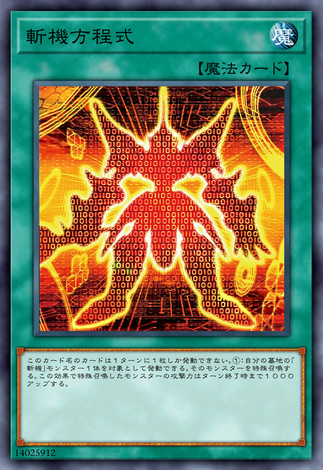 斬機方程式
魔
【魔法カード】
このカード名のカードは１ターンに１枚しか発動できない。①:自分の墓地の「
斬機」モンスター１体を対象として発動できる。そのモンスターを特殊召喚す
る。この効果で特殊召喚したモンスターの攻撃力はターン終了時まで１０００
アップする。
14025912